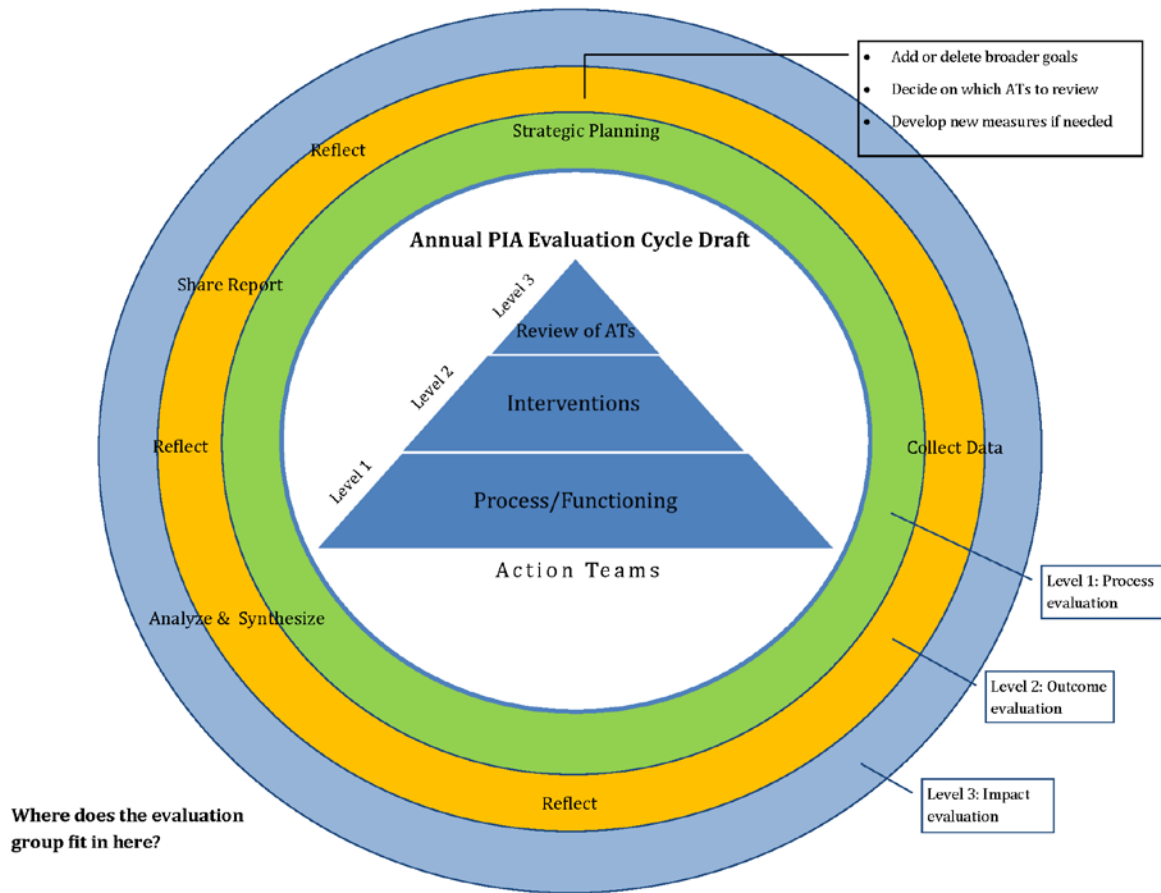 • Add or delete broader goals
• Decide on which ATs to review
• Develop new measures if needed
Strategic Planning
Reflect
Annual PIA Evaluation Cycle Draft
Share Report
Level 3
Review of ATs
Level 2
Interventions
Reflect
Collect Data
Level 1
Process/Functioning
Action Teams
Level 1: Process
evaluation
Analyze & Synthesize
Level 2: Outcome
evaluation
Reflect
Level 3: Impact
evaluation
Where does the evaluation
group fit in here?